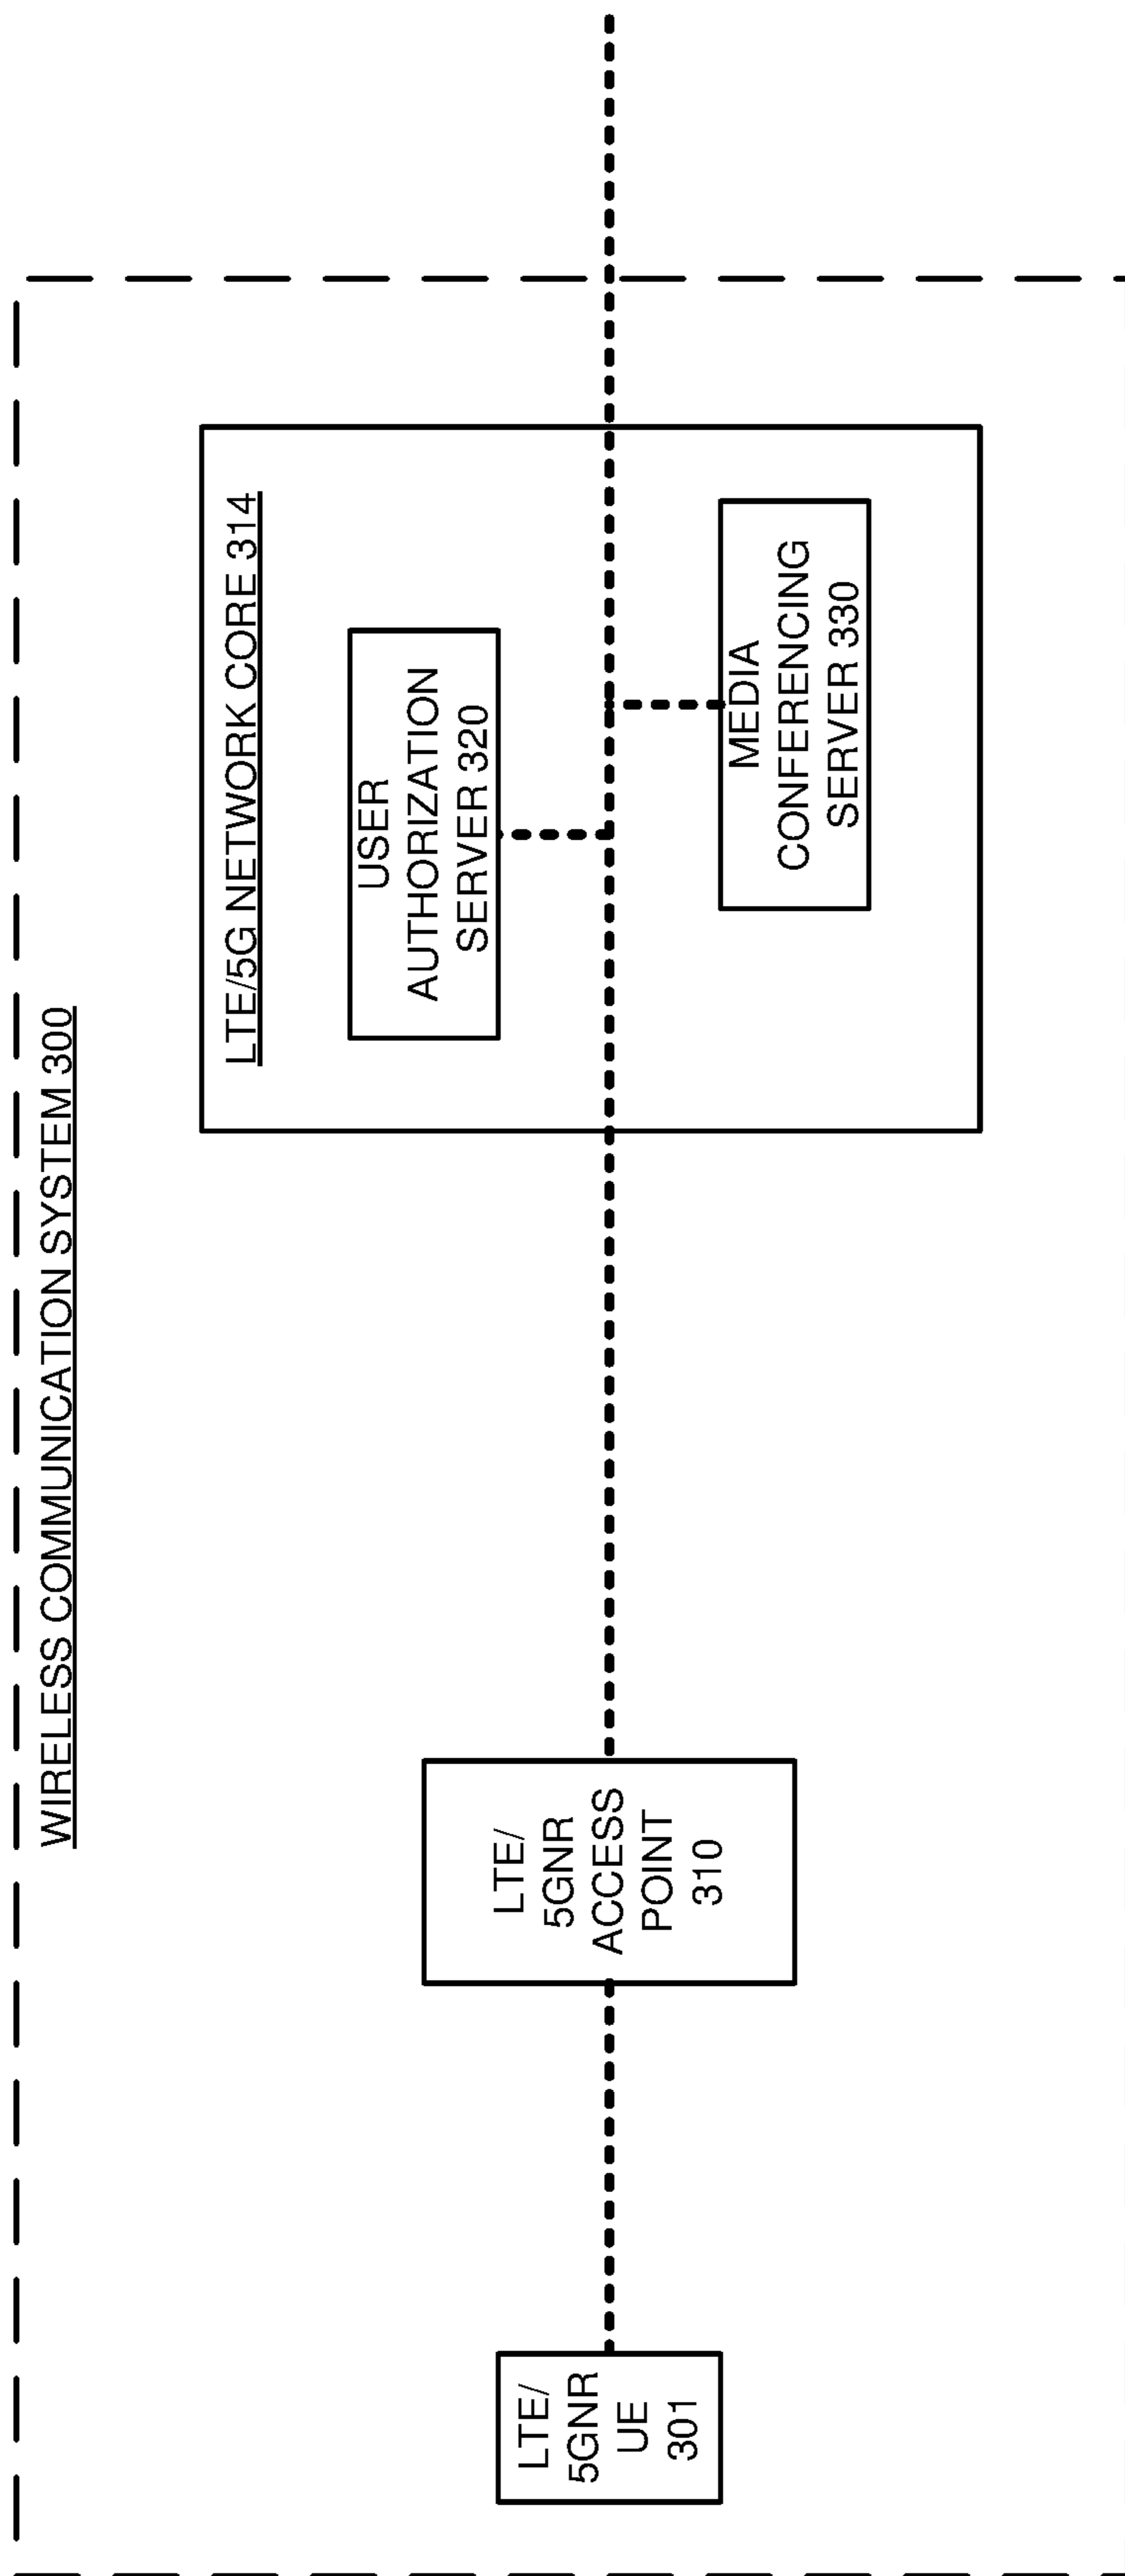 WIRELESS COMMUNICATION SYSTEM 300
LTE/
5GNR
UE
301
LTE/
5GNR
ACCESS
POINT
310
LTE/5G NETWORK CORE 314
USER
AUTHORIZATION
SERVER 320
MEDIA
CONFERENCING
SERVER 330